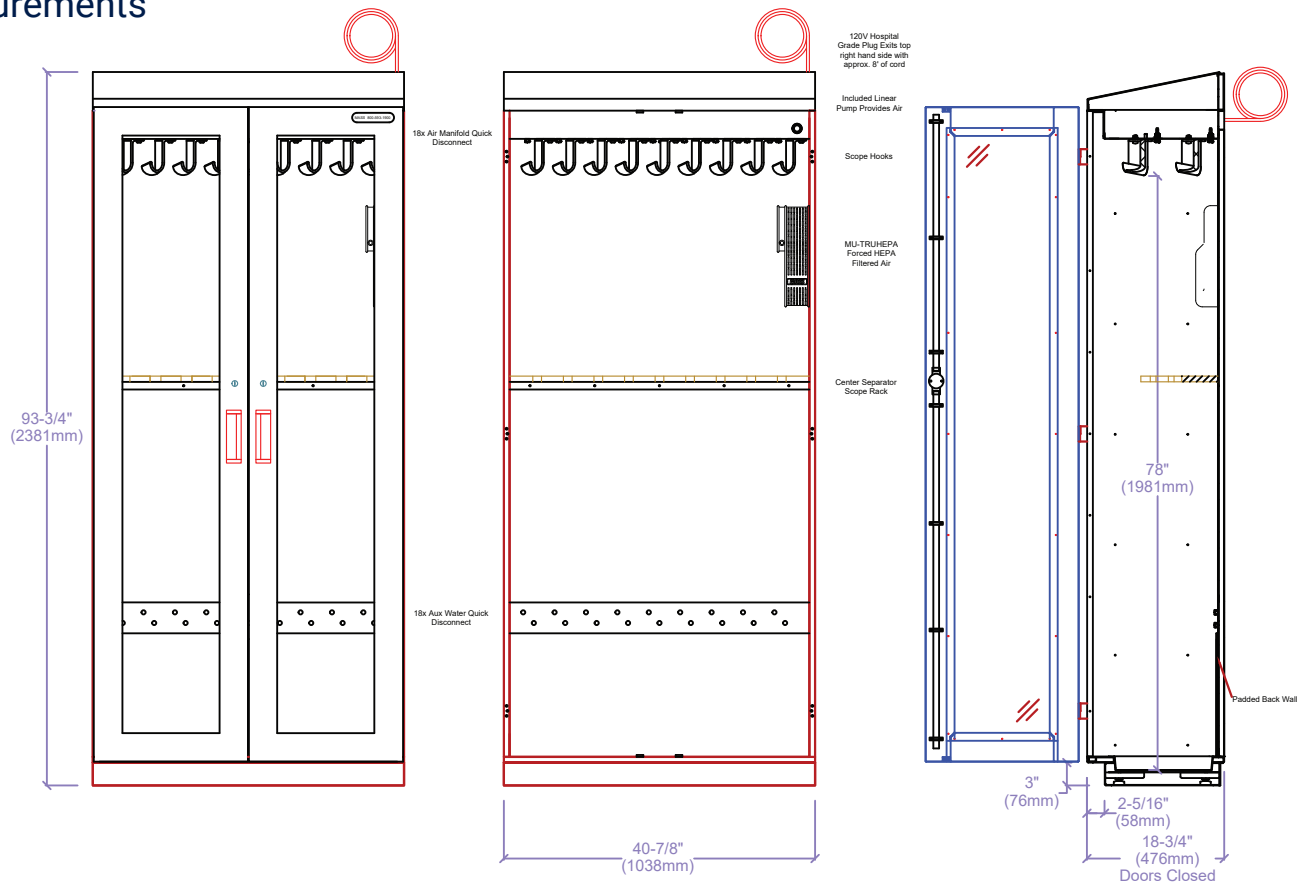 urements
120V Hospital
Grade Plug Exits top
right hand side with
approx. 8' of cord
Included Linear
Pump Provides Air
18x Air Manifold Quick
Disconnect
Scope Hooks
MU-TRUHEPA
Forced HEPA
Filtered Air
Center Separator
Scope Rack
93-3/4"
(2381mm)
78"
(1981mm)
18x Aux Water Quick
Disconnect
Padded Back Wall
3"
(76mm)
2-5/16"
(58mm)
40-7/8"
(1038mm)
18-3/4"
(476mm)
Doors Closed